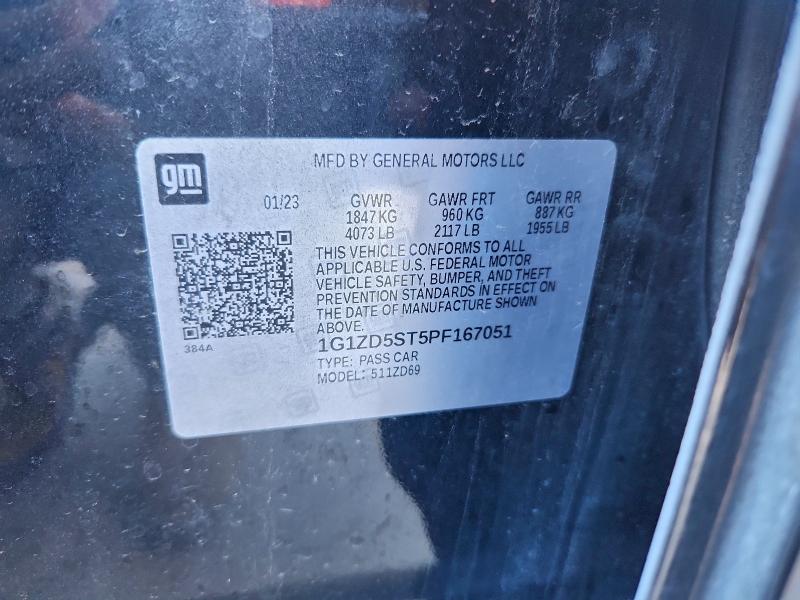 gm
MFD BY GENERAL MOTORS LLC
01/23 GVWR GAWR FRT GAWR RR
1847 KG 960 KG 887 KG
4073 LB 2117 LB 1955 LB
THIS VEHICLE CONFORMS TO ALL
APPLICABLE U.S. FEDERAL MOTOR
VEHICLE SAFETY, BUMPER, AND THEFT
PREVENTION STANDARDS IN EFFECT ON
THE DATE OF MANUFACTURE SHOWN
ABOVE.
384A
1G1ZD5ST5PF167051
TYPE: PASS CAR
MODEL: 511ZD69